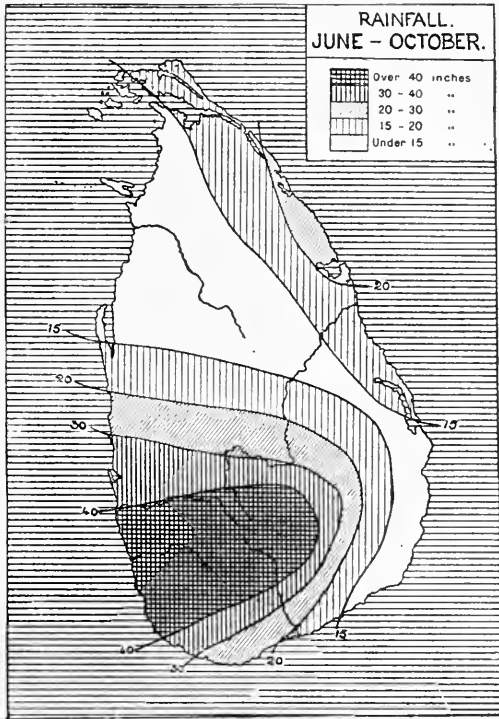 RAINFALL.
JUNE - OCTOBER.
Over 40 inches
30 - 40 "
20 - 30 "
15 - 20 "
Under 15 "
20
15
20
30
15
40
15
40
30
20